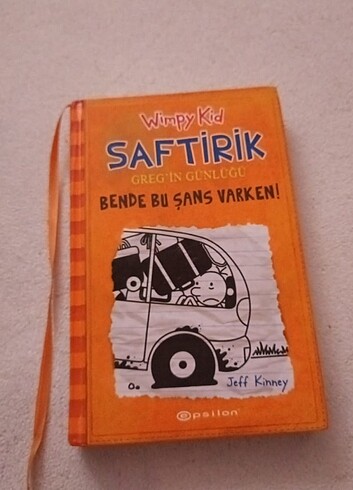 Wimpy Kid
SAFTİRİK
GREG'İN GÜNLÜĞÜ
BENDE BU ŞANS VARKEN!
Jeff Kinney
epsilon